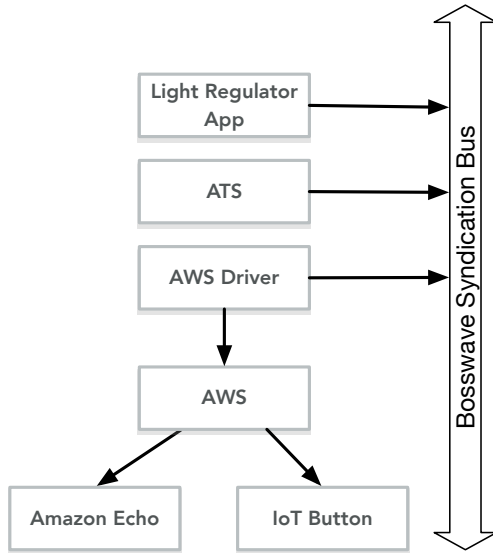 Light Regulator
App
ATS
AWS Driver
AWS
Amazon Echo
IoT Button
Bosswave Syndication Bus